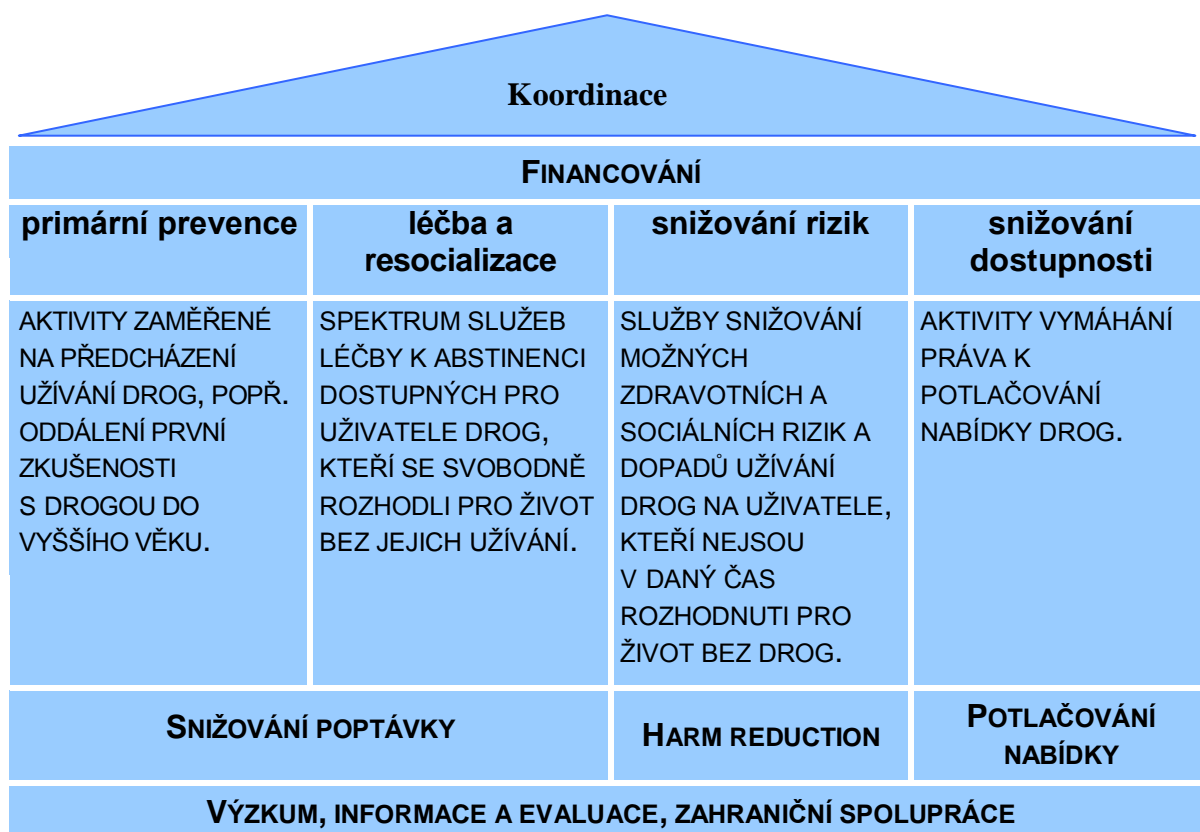 Koordinace
FINANCOVÁNÍ
primární prevence
léčba a
resocializace
snižování rizik
snižování
dostupnosti
AKTIVITY ZAMĚŘENÉ
NA PŘEDCHÁZENÍ
UŽÍVÁNÍ DROG, POPŘ.
ODDÁLENÍ PRVNÍ
ZKUŠENOSTI
S DROGOU DO
VYŠŠÍHO VĚKU.
SPEKTRUM SLUŽEB
LÉČBY K ABSTINENCI
DOSTUPNÝCH PRO
UŽIVATELE DROG,
KTEŘÍ SE SVOBODNĚ
ROZHODLI PRO ŽIVOT
BEZ JEJICH UŽÍVÁNÍ.
SLUŽBY SNIŽOVÁNÍ
MOŽNÝCH
ZDRAVOTNÍCH A
SOCIÁLNÍCH RIZIK A
DOPADŮ UŽÍVÁNÍ
DROG NA UŽIVATELE,
KTEŘÍ NEJSOU
V DANÝ ČAS
ROZHODNUTI PRO
ŽIVOT BEZ DROG.
AKTIVITY VYMÁHÁNÍ
PRÁVA K
POTLAČOVÁNÍ
NABÍDKY DROG.
SNIŽOVÁNÍ POPTÁVKY
HARM REDUCTION
POTLAČOVÁNÍ
NABÍDKY
VÝZKUM, INFORMACE A EVALUACE, ZAHRANIČNÍ SPOLUPRÁCE